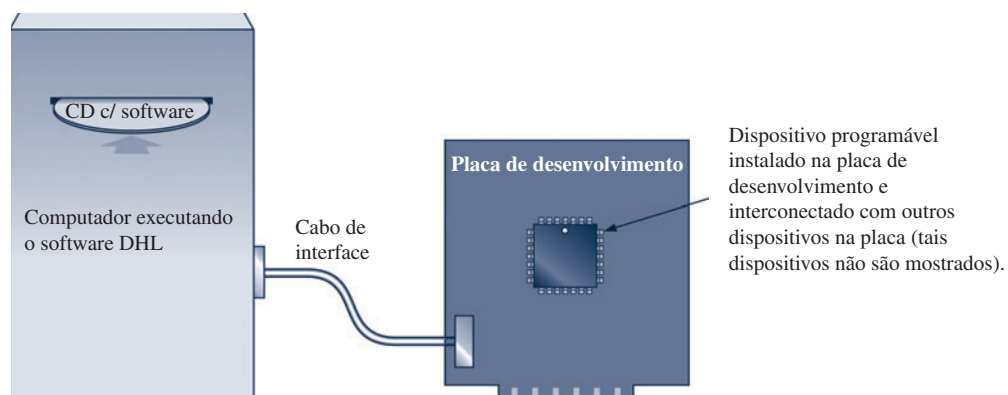 CD c/ software
Computador executando
o software DHL
Cabo de
interface
Placa de desenvolvimento
Dispositivo programável
instalado na placa de
desenvolvimento e
interconectado com outros
dispositivos na placa (tais
dispositivos não são mostrados).